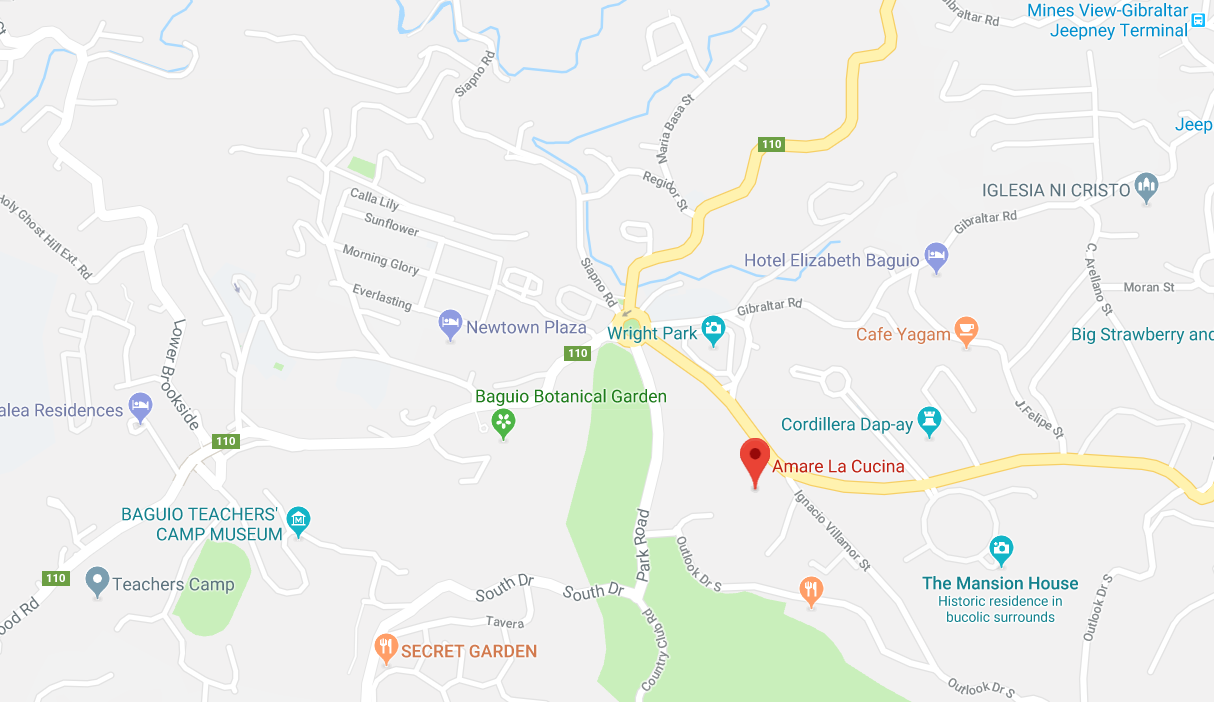 Gibraltar Rd
Mines View-Gibraltar
Jeepney Terminal
Siapno Rd
Maria Basa St
110
Jeep
Regidor St
Calla Lily
IGLESIA NI CRISTO
Sunflower
Holy Ghost Hill Ext. Rd
Gibraltar Rd
Morning Glory
Hotel Elizabeth Baguio
Siapno Rd
C. Arellano St
Everlasting
Moran St
Gibraltar Rd
Newtown Plaza
Wright Park
Cafe Yagam
Big Strawberry and
110
Lower Brookside
Baguio Botanical Garden
alea Residences
J.Felipe St
Cordillera Dap-ay
110
Amare La Cucina
BAGUIO TEACHERS'
CAMP MUSEUM
Ignacio Villamor St
Park Road
Outlook Dr S
110
Teachers Camp
South Dr
South Dr
The Mansion House
Historic residence in
bucolic surrounds
Outlook Dr S
ood Rd
Tavera
Country Club Rd
SECRET GARDEN
Outlook Dr S